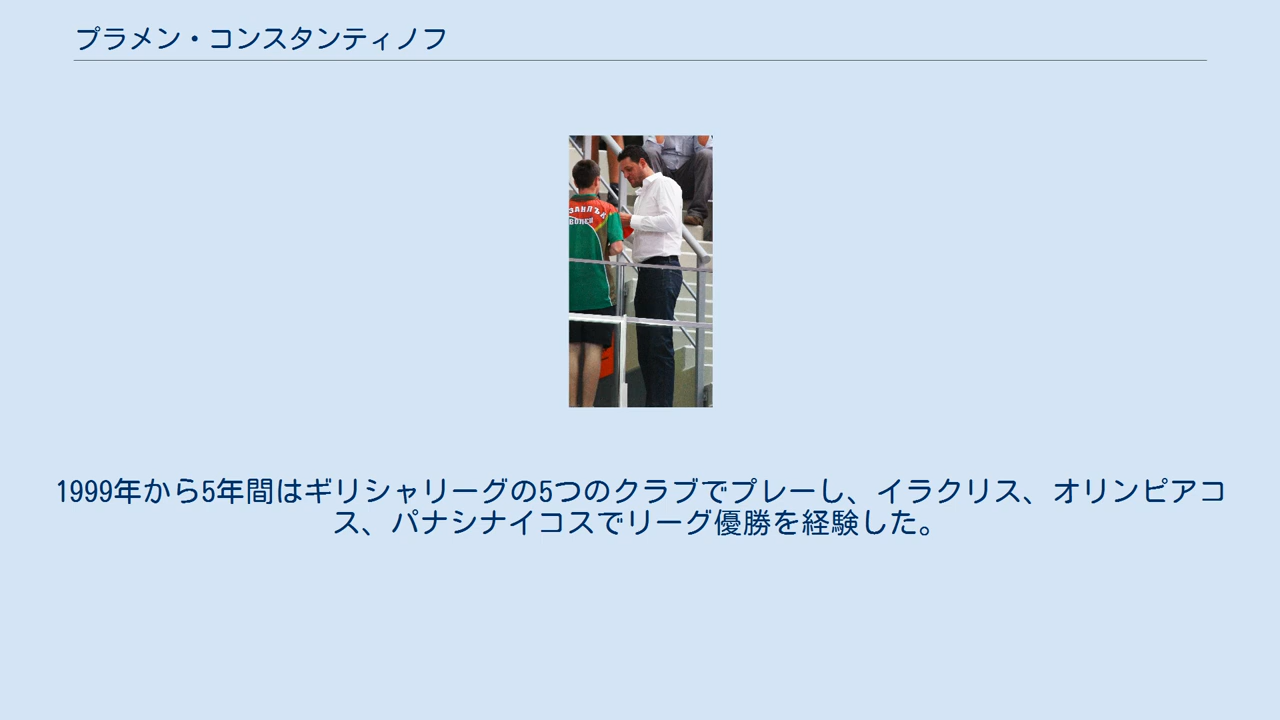 プラメン・コンスタンティノフ
ЗАНЛЪК
ВОЛЕЙ
1999年から5年間はギリシャリーグの5つのクラブでプレーし、イラクリス、オリンピアコ
ス、パナシナイコスでリーグ優勝を経験した。